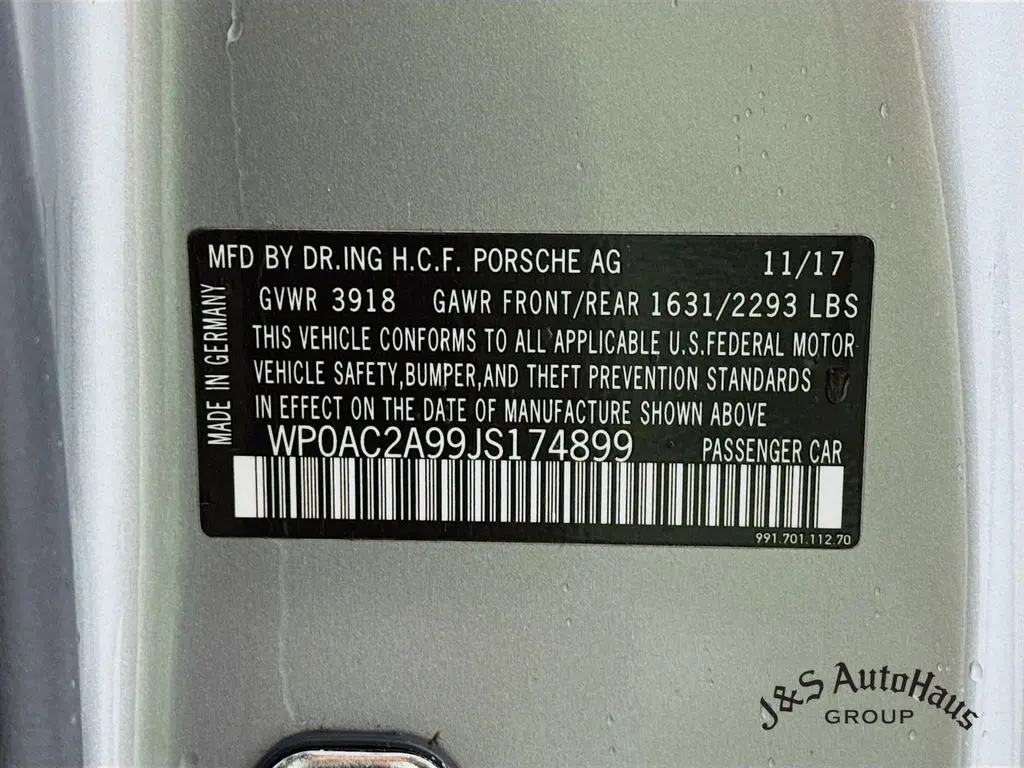 MFD BY DR.ING H.C.F. PORSCHE AG 11/17
GVWR 3918 GAWR FRONT/REAR 1631/2293 LBS
THIS VEHICLE CONFORMS TO ALL APPLICABLE U.S.FEDERAL MOTOR
VEHICLE SAFETY,BUMPER,AND THEFT PREVENTION STANDARDS
IN EFFECT ON THE DATE OF MANUFACTURE SHOWN ABOVE
WP0AC2A99JS174899 PASSENGER CAR
991.701.112.70
MADE IN GERMANY
J&S AutoHaus
GROUP